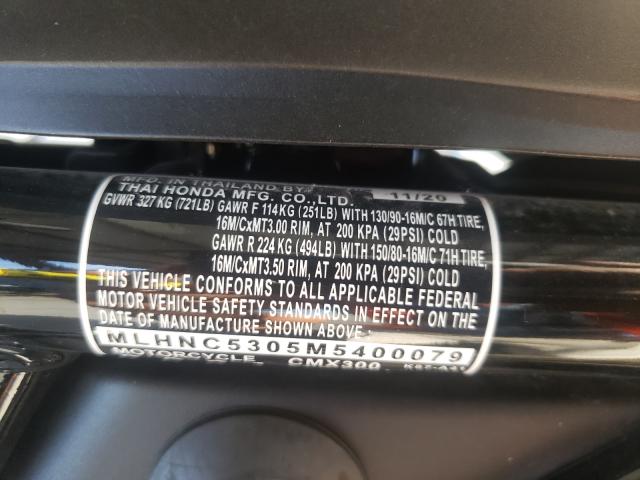 MFD. IN THAILAND BY
THAI HONDA MFG. CO., LTD. 11/20
GVWR 327 KG (721LB) GAWR F 114KG (251LB) WITH 130/90-16M/C 67H TIRE,
16M/CxMT3.00 RIM, AT 200 KPA (29PSI) COLD
GAWR R 224 KG (494LB) WITH 150/80-16M/C 71H TIRE,
16M/CxMT3.50 RIM, AT 200 KPA (29PSI) COLD
THIS VEHICLE CONFORMS TO ALL APPLICABLE FEDERAL
MOTOR VEHICLE SAFETY STANDARDS IN EFFECT ON THE
DATE OF MANUFACTURE SHOWN ABOVE:
MLHNC5305M5400079
MOTORCYCLE CMX300